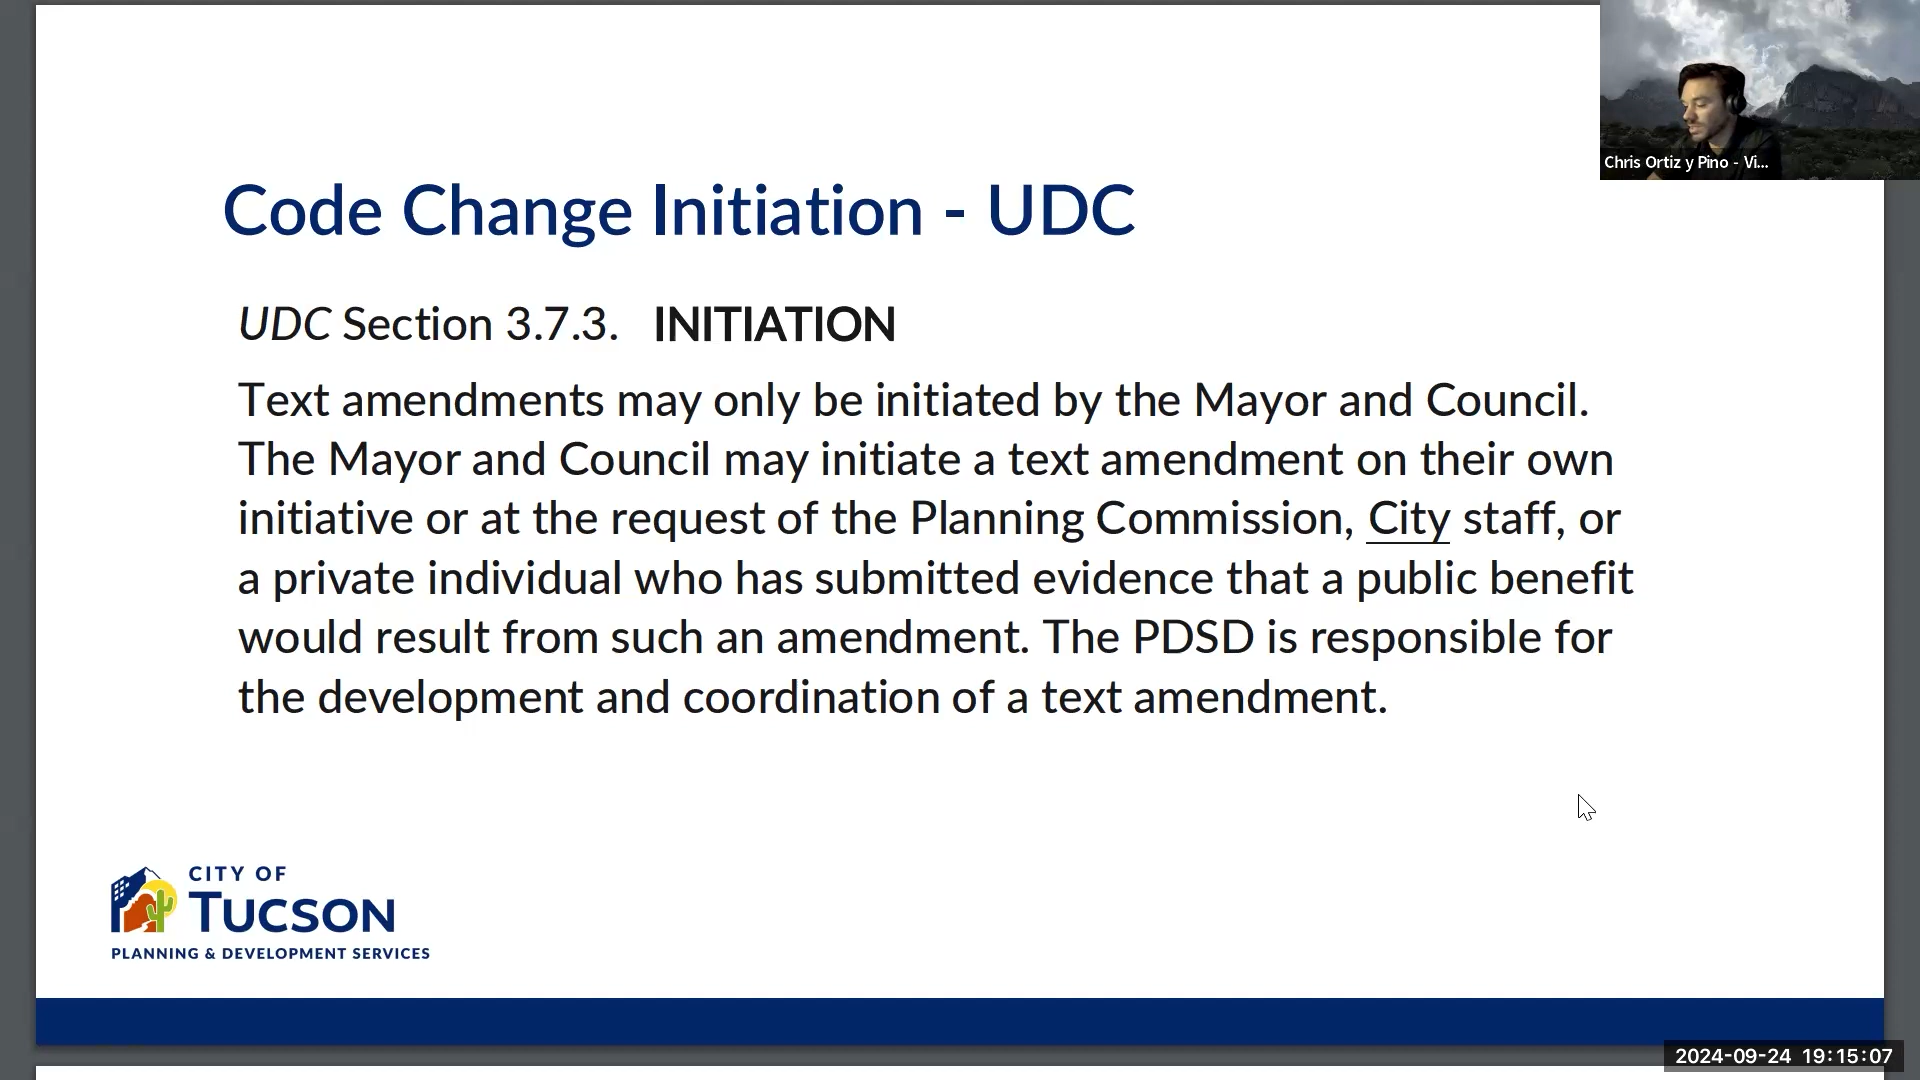 Chris Ortiz y Pino - Vi...
Code Change Initiation - UDC
UDC Section 3.7.3. INITIATION
Text amendments may only be initiated by the Mayor and Council.
The Mayor and Council may initiate a text amendment on their own
initiative or at the request of the Planning Commission, City staff, or
a private individual who has submitted evidence that a public benefit
would result from such an amendment. The PDSD is responsible for
the development and coordination of a text amendment.
CITY OF
TUCSON
PLANNING & DEVELOPMENT SERVICES
2024-09-24 19:15:07